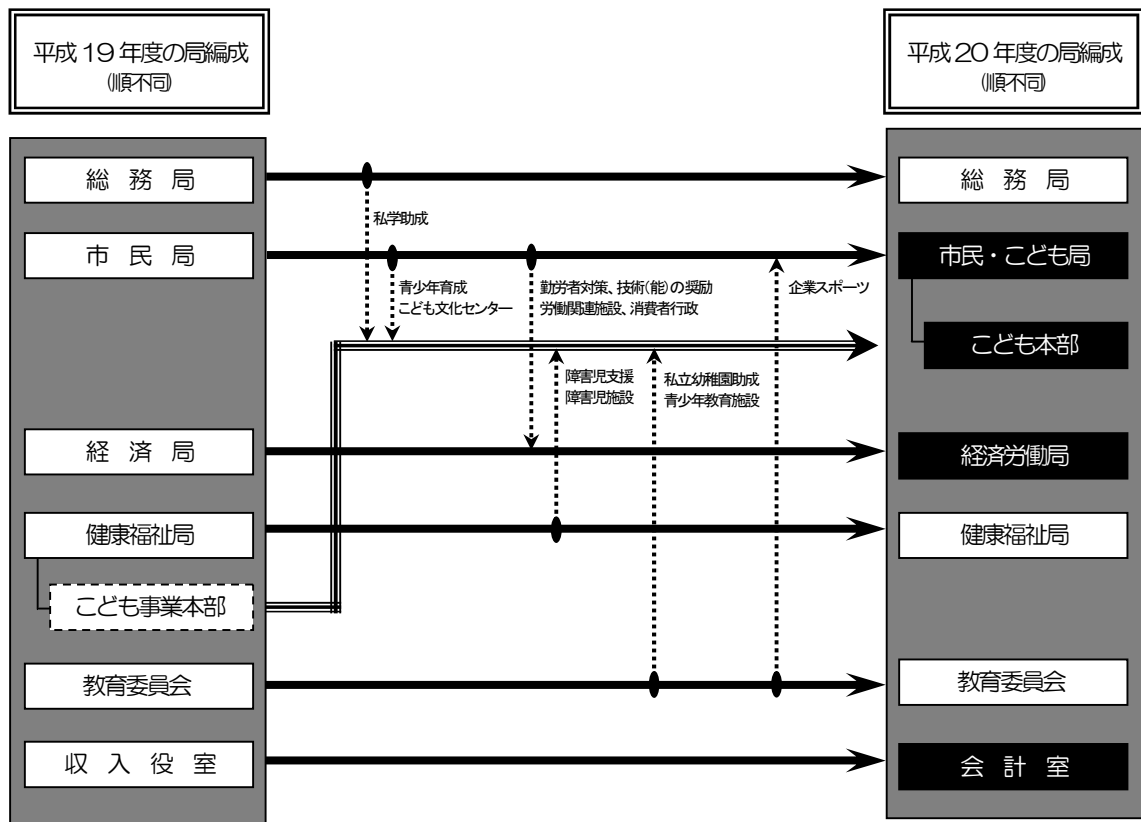 平成19年度の局編成
(順不同)
平成20年度の局編成
(順不同)
総務局
総務局
私学助成
市民局
市民・こども局
青少年育成
こども文化センター
勤労者対策、技術(能)の奨励
労働関連施設、消費者行政
企業スポーツ
こども本部
障害児支援
障害児施設
私立幼稚園助成
青少年教育施設
経済局
経済労働局
健康福祉局
健康福祉局
こども事業本部
教育委員会
教育委員会
収入役室
会計室